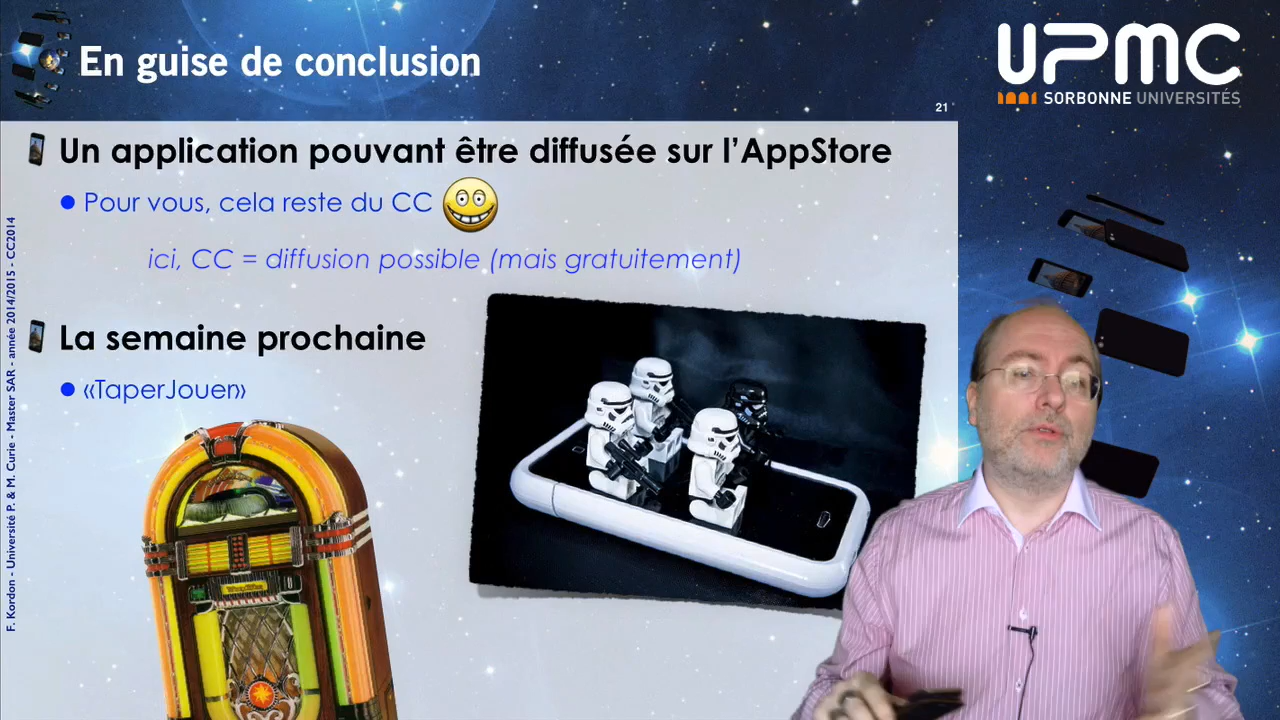 En guise de conclusion
UPMC
SORBONNE UNIVERSITÉS
21
Un application pouvant être diffusée sur l'AppStore
Pour vous, cela reste du CC
ici, CC = diffusion possible (mais gratuitement)
La semaine prochaine
«TaperJouen»
F. Kordon - Université P. & M. Curie - Master SAR - année 2014/2015 - CC2014